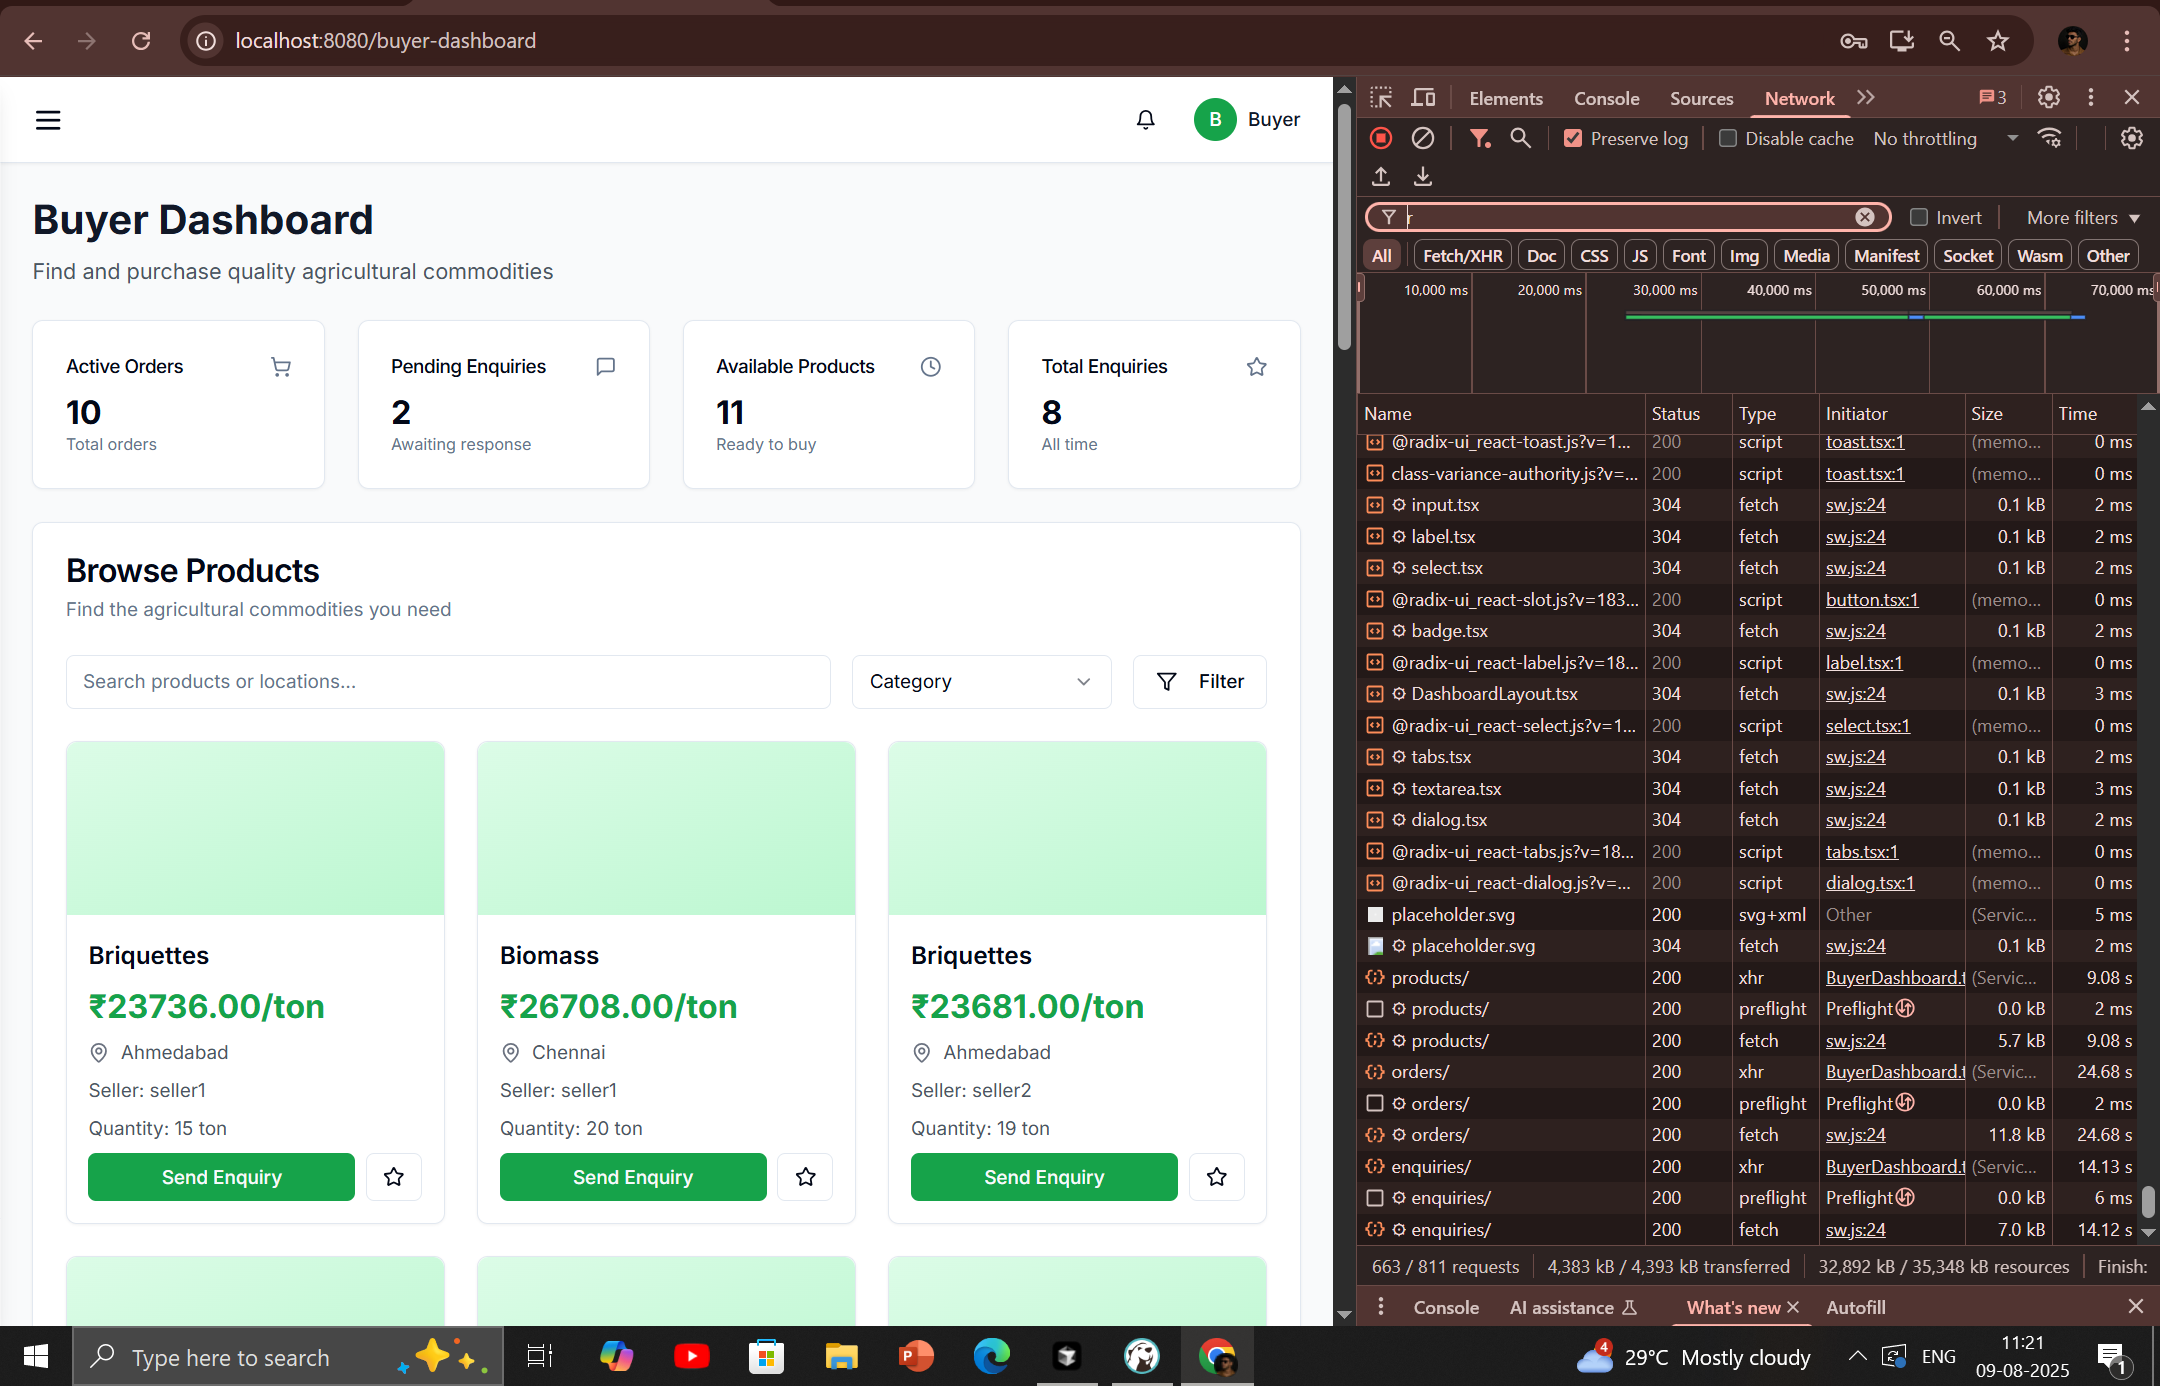 localhost:8080/buyer-dashboard
B Buyer
Buyer Dashboard
Find and purchase quality agricultural commodities
Active Orders
10
Total orders
Pending Enquiries
2
Awaiting response
Available Products
11
Ready to buy
Total Enquiries
8
All time
Browse Products
Find the agricultural commodities you need
Search products or locations...
Category
Filter
Briquettes
₹23736.00/ton
Ahmedabad
Seller: seller1
Quantity: 15 ton
Send Enquiry
Biomass
₹26708.00/ton
Chennai
Seller: seller1
Quantity: 20 ton
Send Enquiry
Briquettes
₹23681.00/ton
Ahmedabad
Seller: seller2
Quantity: 19 ton
Send Enquiry
Elements Console Sources Network 3
Preserve log Disable cache No throttling
r Invert More filters
All Fetch/XHR Doc CSS JS Font Img Media Manifest Socket Wasm Other
10,000 ms 20,000 ms 30,000 ms 40,000 ms 50,000 ms 60,000 ms 70,000 ms
Name Status Type Initiator Size Time
@radix-ui_react-toast.js?v=1... 200 script toast.tsx:1 (memo... 0 ms
class-variance-authority.js?v=... 200 script toast.tsx:1 (memo... 0 ms
input.tsx 304 fetch sw.js:24 0.1 kB 2 ms
label.tsx 304 fetch sw.js:24 0.1 kB 2 ms
select.tsx 304 fetch sw.js:24 0.1 kB 2 ms
@radix-ui_react-slot.js?v=183... 200 script button.tsx:1 (memo... 0 ms
badge.tsx 304 fetch sw.js:24 0.1 kB 2 ms
@radix-ui_react-label.js?v=18... 200 script label.tsx:1 (memo... 0 ms
DashboardLayout.tsx 304 fetch sw.js:24 0.1 kB 3 ms
@radix-ui_react-select.js?v=1... 200 script select.tsx:1 (memo... 0 ms
tabs.tsx 304 fetch sw.js:24 0.1 kB 2 ms
textarea.tsx 304 fetch sw.js:24 0.1 kB 3 ms
dialog.tsx 304 fetch sw.js:24 0.1 kB 2 ms
@radix-ui_react-tabs.js?v=18... 200 script tabs.tsx:1 (memo... 0 ms
@radix-ui_react-dialog.js?v=... 200 script dialog.tsx:1 (memo... 0 ms
placeholder.svg 200 svg+xml Other (Servic... 5 ms
placeholder.svg 304 fetch sw.js:24 0.1 kB 2 ms
products/ 200 xhr BuyerDashboard.t (Servic... 9.08 s
products/ 200 preflight Preflight 0.0 kB 2 ms
products/ 200 fetch sw.js:24 5.7 kB 9.08 s
orders/ 200 xhr BuyerDashboard.t (Servic... 24.68 s
orders/ 200 preflight Preflight 0.0 kB 2 ms
orders/ 200 fetch sw.js:24 11.8 kB 24.68 s
enquiries/ 200 xhr BuyerDashboard.t (Servic... 14.13 s
enquiries/ 200 preflight Preflight 0.0 kB 6 ms
enquiries/ 200 fetch sw.js:24 7.0 kB 14.12 s
663 / 811 requests 4,383 kB / 4,393 kB transferred 32,892 kB / 35,348 kB resources Finish:
Console AI assistance What's new Autofill
Type here to search
P
4 29°C Mostly cloudy
ENG
11:21
09-08-2025
1